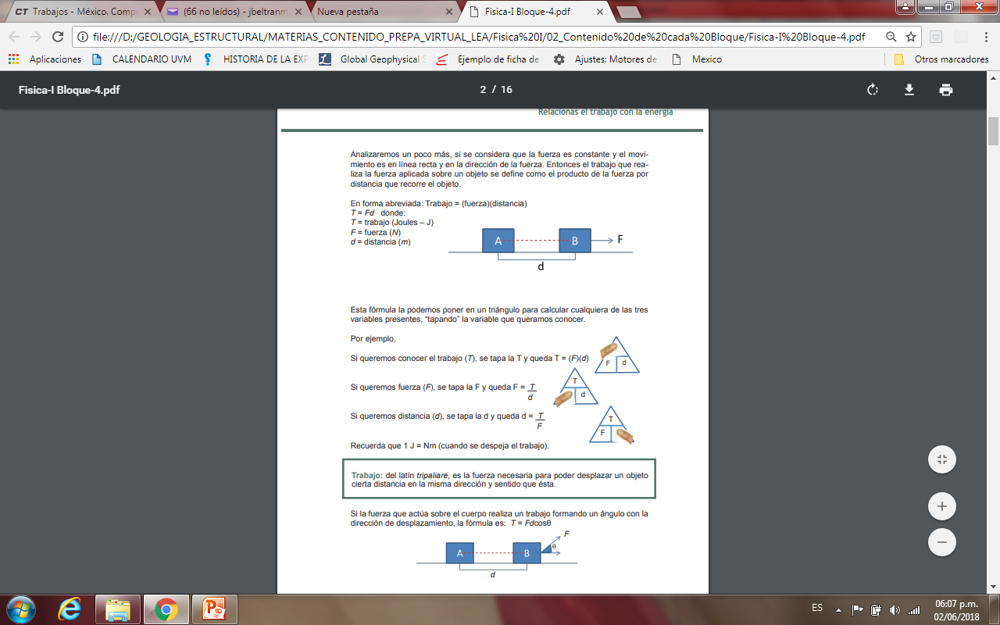 CT Trabajos - México. Comp
(66 no leídos) - jbeltranm
Nueva pestaña
Fisica-I Bloque-4.pdf
file:///D:/GEOLOGIA_ESTRUCTURAL/MATERIAS_CONTENIDO_PREPA_VIRTUAL_LEA/Fisica%20I/02_Contenido%20de%20cada%20Bloque/Fisica-I%20Bloque-4.pdf
Aplicaciones
CALENDARIO UVM
HISTORIA DE LA EXP
Global Geophysical S
Ejemplo de ficha de
Ajustes: Motores de
Mexico
Otros marcadores
Fisica-I Bloque-4.pdf
2 / 16
Relacionas el trabajo con la energía
Analizaremos un poco más, si se considera que la fuerza es constante y el movi-
miento es en línea recta y en la dirección de la fuerza. Entonces el trabajo que rea-
liza la fuerza aplicada sobre un objeto se define como el producto de la fuerza por
distancia que recorre el objeto.
En forma abreviada: Trabajo = (fuerza)(distancia)
T = Fd donde:
T = trabajo (Joules – J)
F = fuerza (N)
d = distancia (m)
A B F
d
Esta fórmula la podemos poner en un triángulo para calcular cualquiera de las tres
variables presentes, “tapando” la variable que queramos conocer.
Por ejemplo,
Si queremos conocer el trabajo (T), se tapa la T y queda T = (F)(d)
F d
Si queremos fuerza (F), se tapa la F y queda F = T
d
T
d
Si queremos distancia (d), se tapa la d y queda d = T
F
T
F
Recuerda que 1 J = Nm (cuando se despeja el trabajo).
Trabajo: del latín tripaliare, es la fuerza necesaria para poder desplazar un objeto
cierta distancia en la misma dirección y sentido que ésta.
Si la fuerza que actúa sobre el cuerpo realiza un trabajo formando un ángulo con la
dirección de desplazamiento, la fórmula es: T = Fdcosθ
F
θ
A B
d
ES
06:07 p.m.
02/06/2018